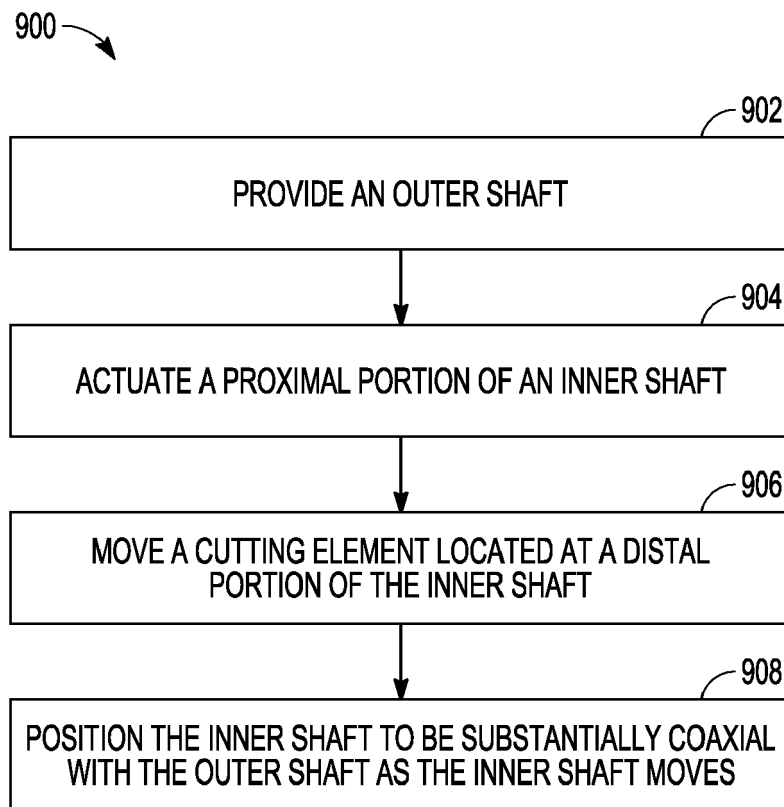 900
902
PROVIDE AN OUTER SHAFT
904
ACTUATE A PROXIMAL PORTION OF AN INNER SHAFT
906
MOVE A CUTTING ELEMENT LOCATED AT A DISTAL
PORTION OF THE INNER SHAFT
908
POSITION THE INNER SHAFT TO BE SUBSTANTIALLY COAXIAL
WITH THE OUTER SHAFT AS THE INNER SHAFT MOVES